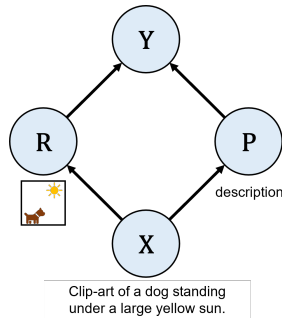 Y
R
P
description
X
Clip-art of a dog standing
under a large yellow sun.